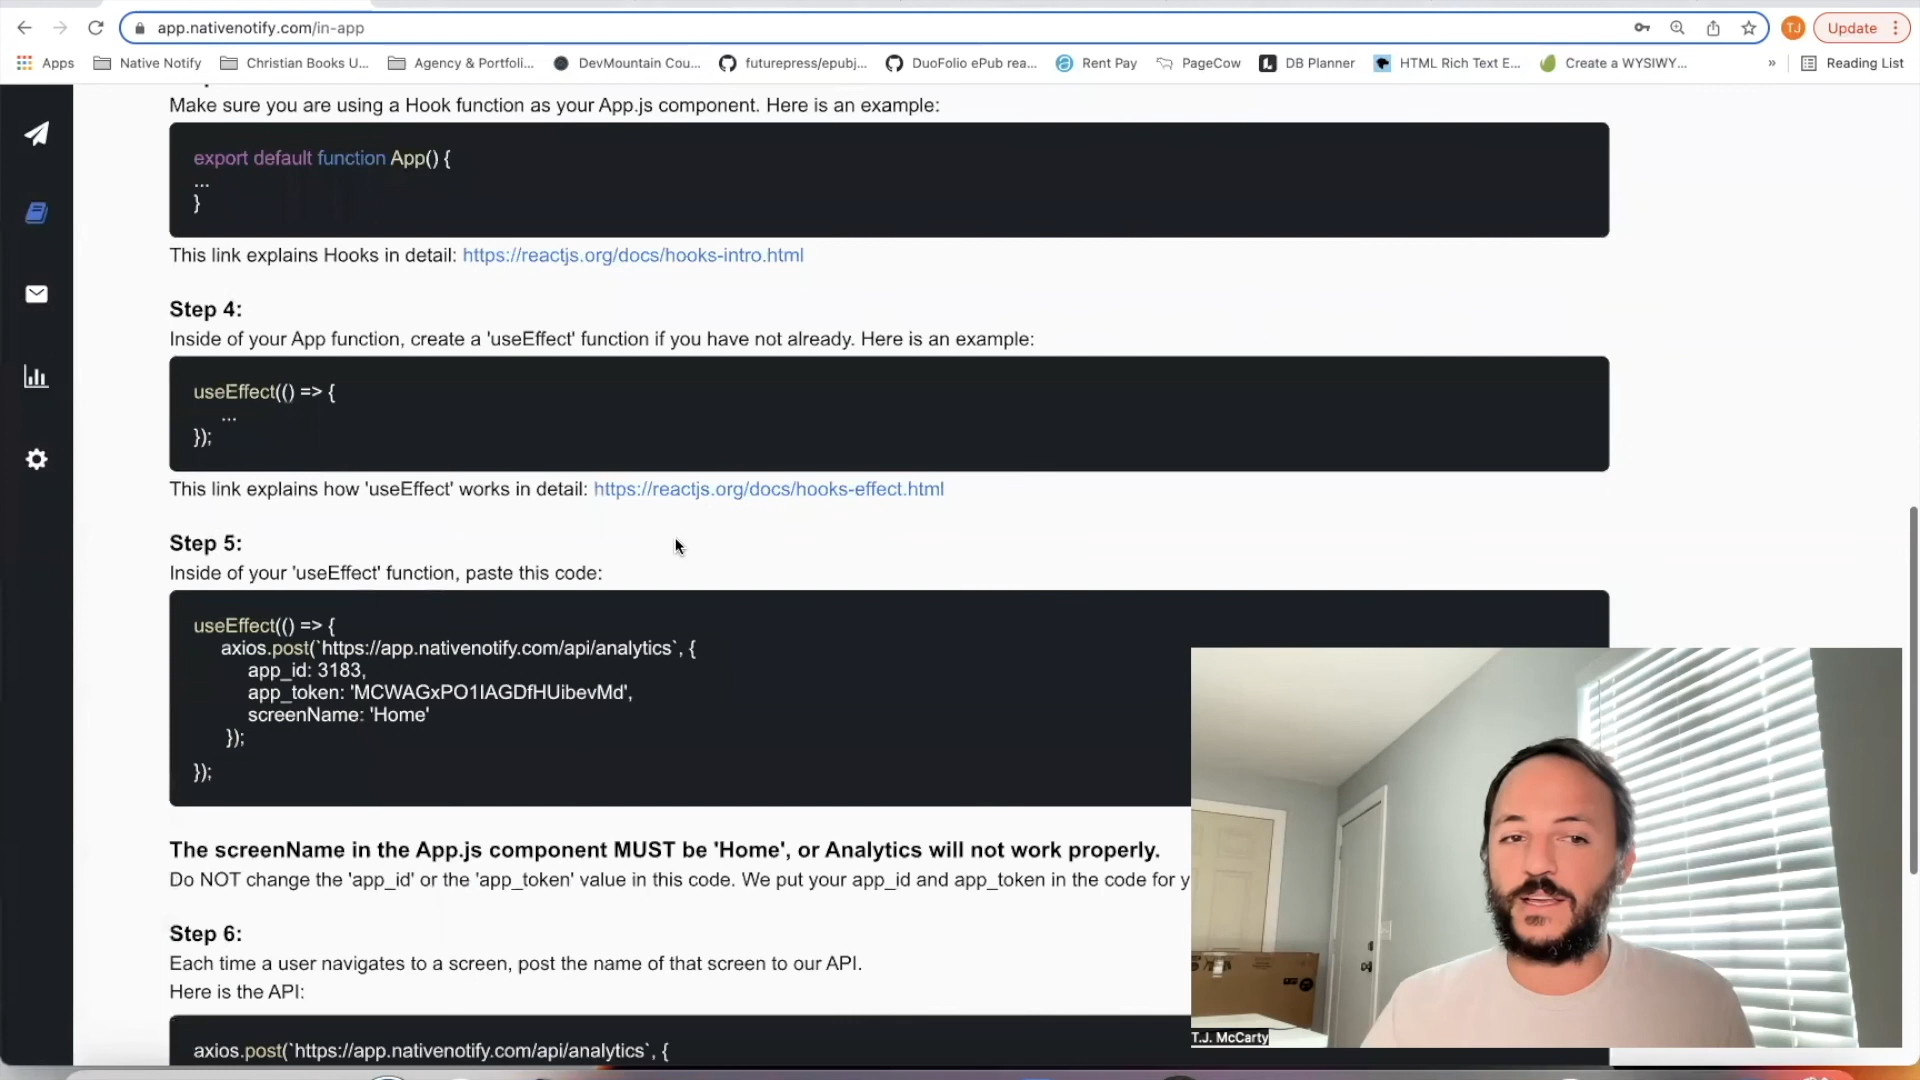 app.nativenotify.com/in-app
TJ
Update
Apps
Native Notify
Christian Books U...
Agency & Portfoli...
DevMountain Cou...
futurepress/epubj...
DuoFolio ePub rea...
Rent Pay
PageCow
DB Planner
HTML Rich Text E...
Create a WYSIWY...
»
Reading List
Make sure you are using a Hook function as your App.js component. Here is an example:
export default function App() {
...
}
This link explains Hooks in detail: https://reactjs.org/docs/hooks-intro.html
Step 4:
Inside of your App function, create a 'useEffect' function if you have not already. Here is an example:
useEffect(() => {
...
});
This link explains how 'useEffect' works in detail: https://reactjs.org/docs/hooks-effect.html
Step 5:
Inside of your 'useEffect' function, paste this code:
useEffect(() => {
axios.post(`https://app.nativenotify.com/api/analytics`, {
app_id: 3183,
app_token: 'MCWAGxPO1IAGDfHUibevMd',
screenName: 'Home'
});
});
The screenName in the App.js component MUST be 'Home', or Analytics will not work properly.
Do NOT change the 'app_id' or the 'app_token' value in this code. We put your app_id and app_token in the code for y
Step 6:
Each time a user navigates to a screen, post the name of that screen to our API.
Here is the API:
axios.post(`https://app.nativenotify.com/api/analytics`, {
T.J. McCarty